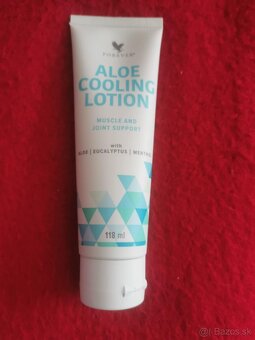 FOREVER
ALOE
COOLING
LOTION
MUSCLE AND
JOINT SUPPORT
with
ALOE | EUCALYPTUS | MENTHOL
118 ml
Bazos.sk